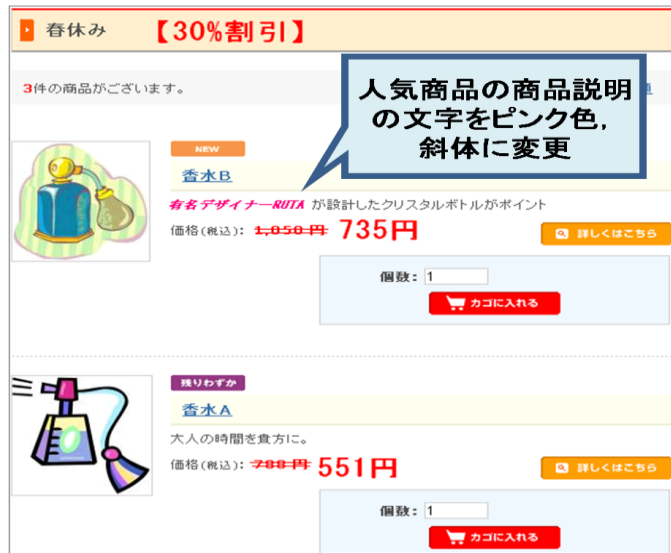 春休み 【30%割引】
3件の商品がございます。
人気商品の商品説明
の文字をピンク色,
斜体に変更
NEW
香水B
有名デザイナーRUTA が設計したクリスタルボトルがポイント
価格(税込): 1,050円 735円
詳しくはこちら
個数: 1
カゴに入れる
残りわずか
香水A
大人の時間を貴方に。
価格(税込): 788円 551円
詳しくはこちら
個数: 1
カゴに入れる